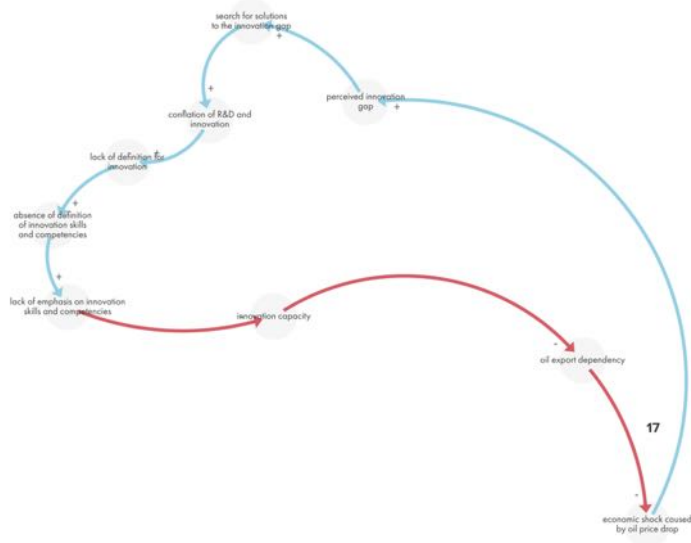 search for solutions
to the innovation gap
+
perceived innovation
gap
+
+
conflation of R&D and
innovation
+
lack of definition for
innovation
+
absence of definition
of innovation skills
and competencies
+
lack of emphasis on innovation
skills and competencies
-
innovation capacity
-
oil export dependency
17
-
economic shock caused
by oil price drop